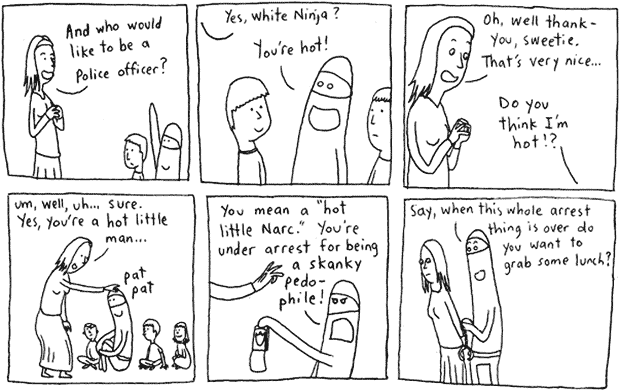 And who would
like to be a
Police officer?
Yes, white Ninja?
You're hot!
Oh, well thank-
you, sweetie.
That's very nice...
Do you
think I'm
hot!?
um, well, uh... sure.
Yes, you're a hot little
man...
pat
pat
You mean a "hot
little Narc." You're
under arrest for being
a skanky
pedo-
phile!
Say, when this whole arrest
thing is over do
you want to
grab some lunch?